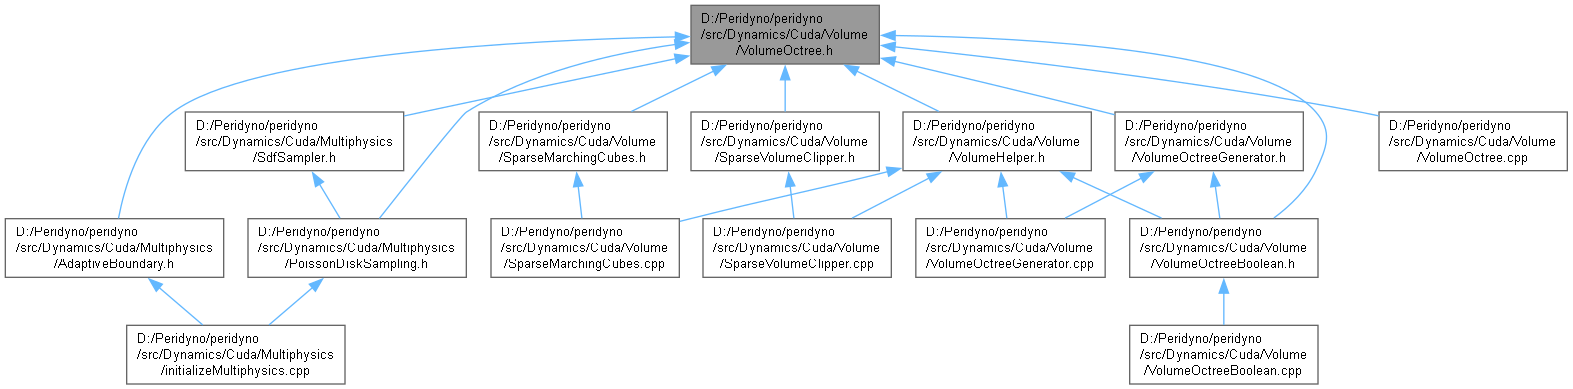 D:/Peridyno/peridyno
/src/Dynamics/Cuda/Volume
/VolumeOctree.h
D:/Peridyno/peridyno
/src/Dynamics/Cuda/Multiphysics
/SdfSampler.h
D:/Peridyno/peridyno
/src/Dynamics/Cuda/Volume
/SparseMarchingCubes.h
D:/Peridyno/peridyno
/src/Dynamics/Cuda/Volume
/SparseVolumeClipper.h
D:/Peridyno/peridyno
/src/Dynamics/Cuda/Volume
/VolumeHelper.h
D:/Peridyno/peridyno
/src/Dynamics/Cuda/Volume
/VolumeOctreeGenerator.h
D:/Peridyno/peridyno
/src/Dynamics/Cuda/Volume
/VolumeOctree.cpp
D:/Peridyno/peridyno
/src/Dynamics/Cuda/Multiphysics
/AdaptiveBoundary.h
D:/Peridyno/peridyno
/src/Dynamics/Cuda/Multiphysics
/PoissonDiskSampling.h
D:/Peridyno/peridyno
/src/Dynamics/Cuda/Volume
/SparseMarchingCubes.cpp
D:/Peridyno/peridyno
/src/Dynamics/Cuda/Volume
/SparseVolumeClipper.cpp
D:/Peridyno/peridyno
/src/Dynamics/Cuda/Volume
/VolumeOctreeGenerator.cpp
D:/Peridyno/peridyno
/src/Dynamics/Cuda/Volume
/VolumeOctreeBoolean.h
D:/Peridyno/peridyno
/src/Dynamics/Cuda/Multiphysics
/initializeMultiphysics.cpp
D:/Peridyno/peridyno
/src/Dynamics/Cuda/Volume
/VolumeOctreeBoolean.cpp